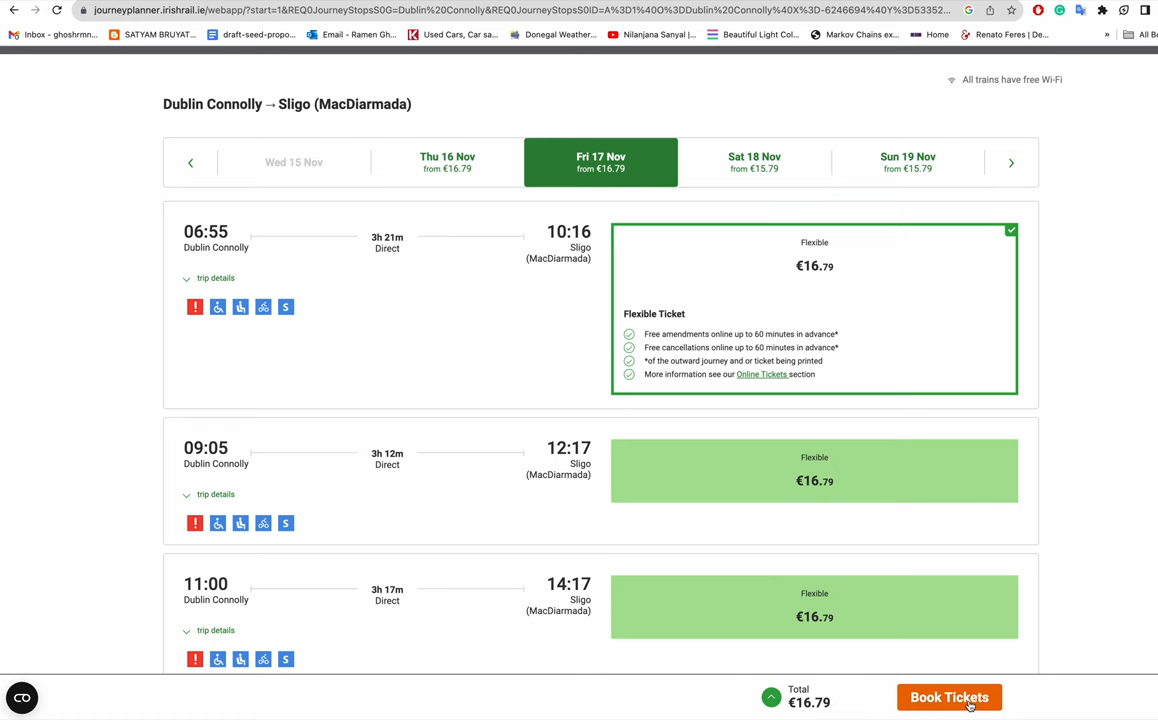 journeyplanner.irishrail.ie/webapp/?start=1&REQ0JourneyStopsS0G=Dublin%20Connolly&REQ0JourneyStopsS0ID=A%3D1%40O%3DDublin%20Connolly%40X%3D-6246694%40Y%3D53352...
Inbox - ghoshrmn...
SATYAM BRUYAT...
draft-seed-propo...
Email - Ramen Gh...
Used Cars, Car sa...
Donegal Weather...
Nilanjana Sanyal |...
Beautiful Light Col...
Markov Chains ex...
Home
Renato Feres | De...
»
All Bo
All trains have free Wi-Fi
Dublin Connolly → Sligo (MacDiarmada)
Wed 15 Nov
Thu 16 Nov
from €16.79
Fri 17 Nov
from €16.79
Sat 18 Nov
from €15.79
Sun 19 Nov
from €15.79
06:55
Dublin Connolly
3h 21m
Direct
10:16
Sligo
(MacDiarmada)
trip details
S
Flexible
€16.79
Flexible Ticket
Free amendments online up to 60 minutes in advance*
Free cancellations online up to 60 minutes in advance*
*of the outward journey and or ticket being printed
More information see our Online Tickets section
09:05
Dublin Connolly
3h 12m
Direct
12:17
Sligo
(MacDiarmada)
trip details
S
Flexible
€16.79
11:00
Dublin Connolly
3h 17m
Direct
14:17
Sligo
(MacDiarmada)
trip details
S
Flexible
€16.79
Total
€16.79
Book Tickets